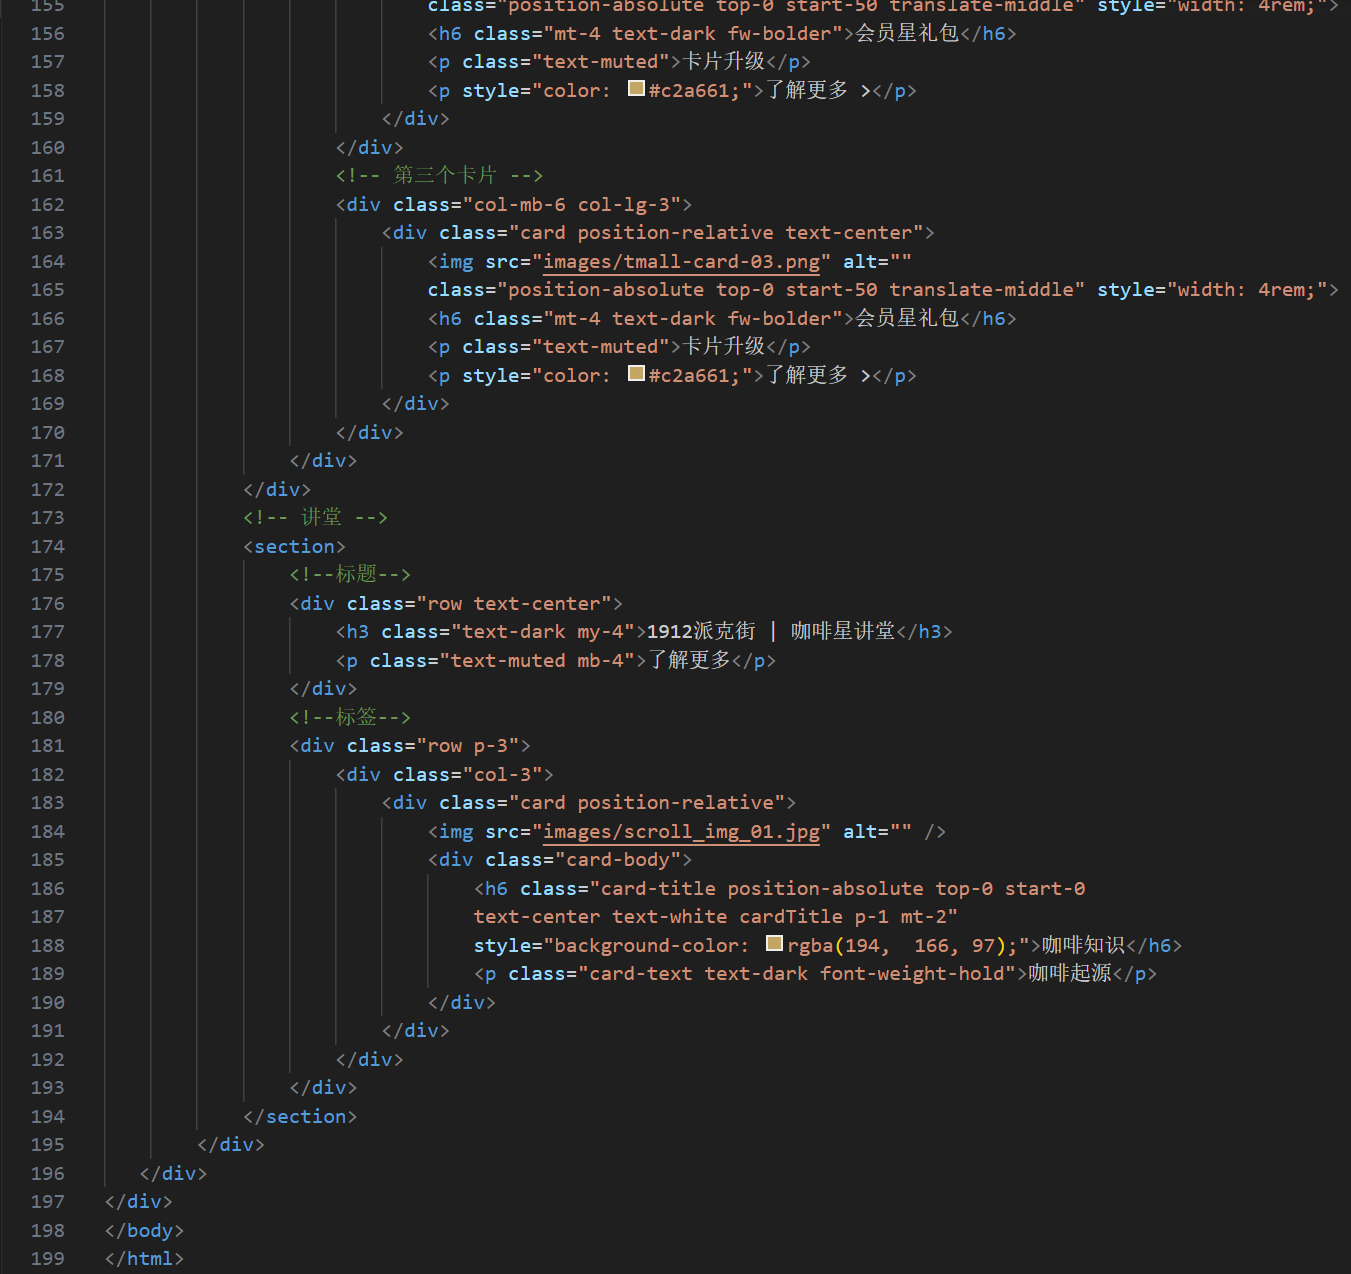 155 class="position-absolute top-0 start-50 translate-middle" style="width: 4rem;">
156 <h6 class="mt-4 text-dark fw-bolder">会员星礼包</h6>
157 <p class="text-muted">卡片升级</p>
158 <p style="color: #c2a661;">了解更多 ></p>
159 </div>
160 </div>
161 <!-- 第三个卡片 -->
162 <div class="col-mb-6 col-lg-3">
163 <div class="card position-relative text-center">
164 <img src="images/tmall-card-03.png" alt=""
165 class="position-absolute top-0 start-50 translate-middle" style="width: 4rem;">
166 <h6 class="mt-4 text-dark fw-bolder">会员星礼包</h6>
167 <p class="text-muted">卡片升级</p>
168 <p style="color: #c2a661;">了解更多 ></p>
169 </div>
170 </div>
171 </div>
172 </div>
173 <!-- 讲堂 -->
174 <section>
175 <!--标题-->
176 <div class="row text-center">
177 <h3 class="text-dark my-4">1912派克街 | 咖啡星讲堂</h3>
178 <p class="text-muted mb-4">了解更多</p>
179 </div>
180 <!--标签-->
181 <div class="row p-3">
182 <div class="col-3">
183 <div class="card position-relative">
184 <img src="images/scroll_img_01.jpg" alt="" />
185 <div class="card-body">
186 <h6 class="card-title position-absolute top-0 start-0
187 text-center text-white cardTitle p-1 mt-2"
188 style="background-color: rgba(194,  166, 97);">咖啡知识</h6>
189 <p class="card-text text-dark font-weight-hold">咖啡起源</p>
190 </div>
191 </div>
192 </div>
193 </div>
194 </section>
195 </div>
196 </div>
197 </div>
198 </body>
199 </html>